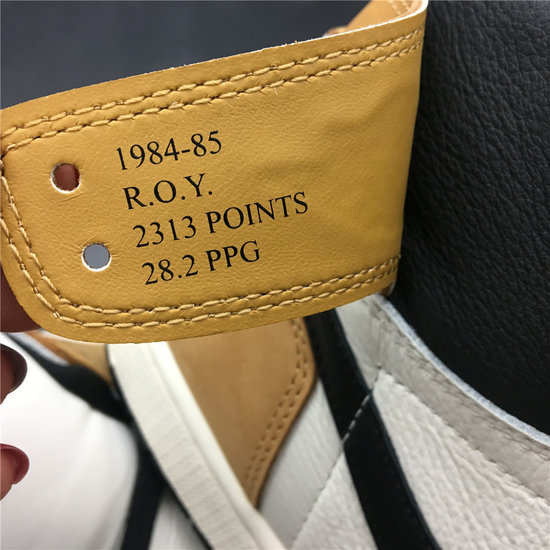 1984-85
R.O.Y.
2313 POINTS
28.2 PPG